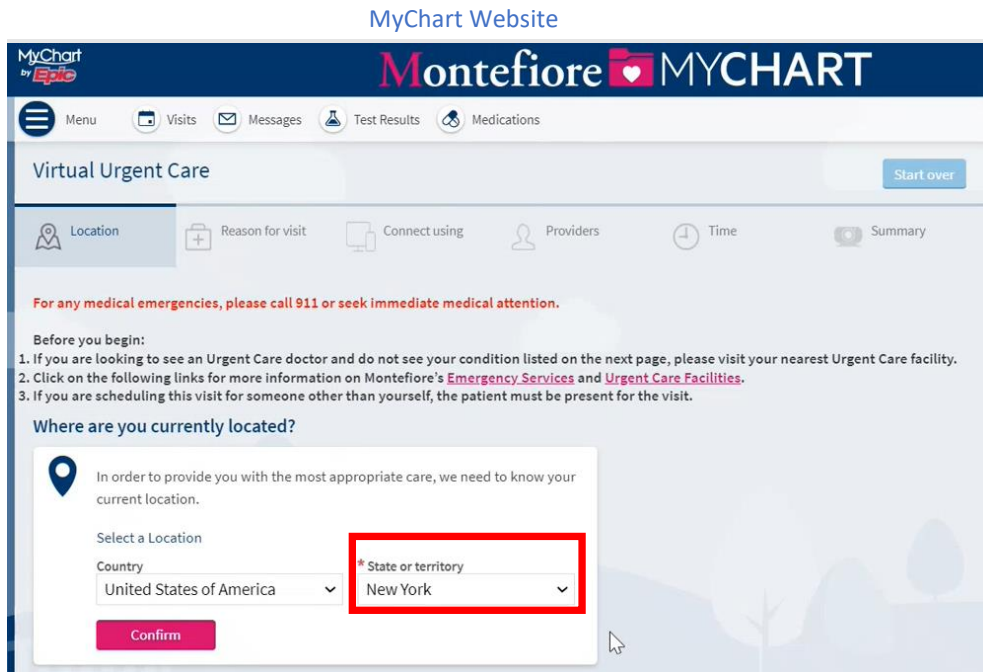 MyChart Website
MyChart
by Epic
Montefiore MYCHART
Menu Visits Messages Test Results Medications
Virtual Urgent Care Start over
Location Reason for visit Connect using Providers Time Summary
For any medical emergencies, please call 911 or seek immediate medical attention.
Before you begin:
1. If you are looking to see an Urgent Care doctor and do not see your condition listed on the next page, please visit your nearest Urgent Care facility.
2. Click on the following links for more information on Montefiore's Emergency Services and Urgent Care Facilities.
3. If you are scheduling this visit for someone other than yourself, the patient must be present for the visit.
Where are you currently located?
In order to provide you with the most appropriate care, we need to know your
current location.
Select a Location
Country * State or territory
United States of America New York
Confirm